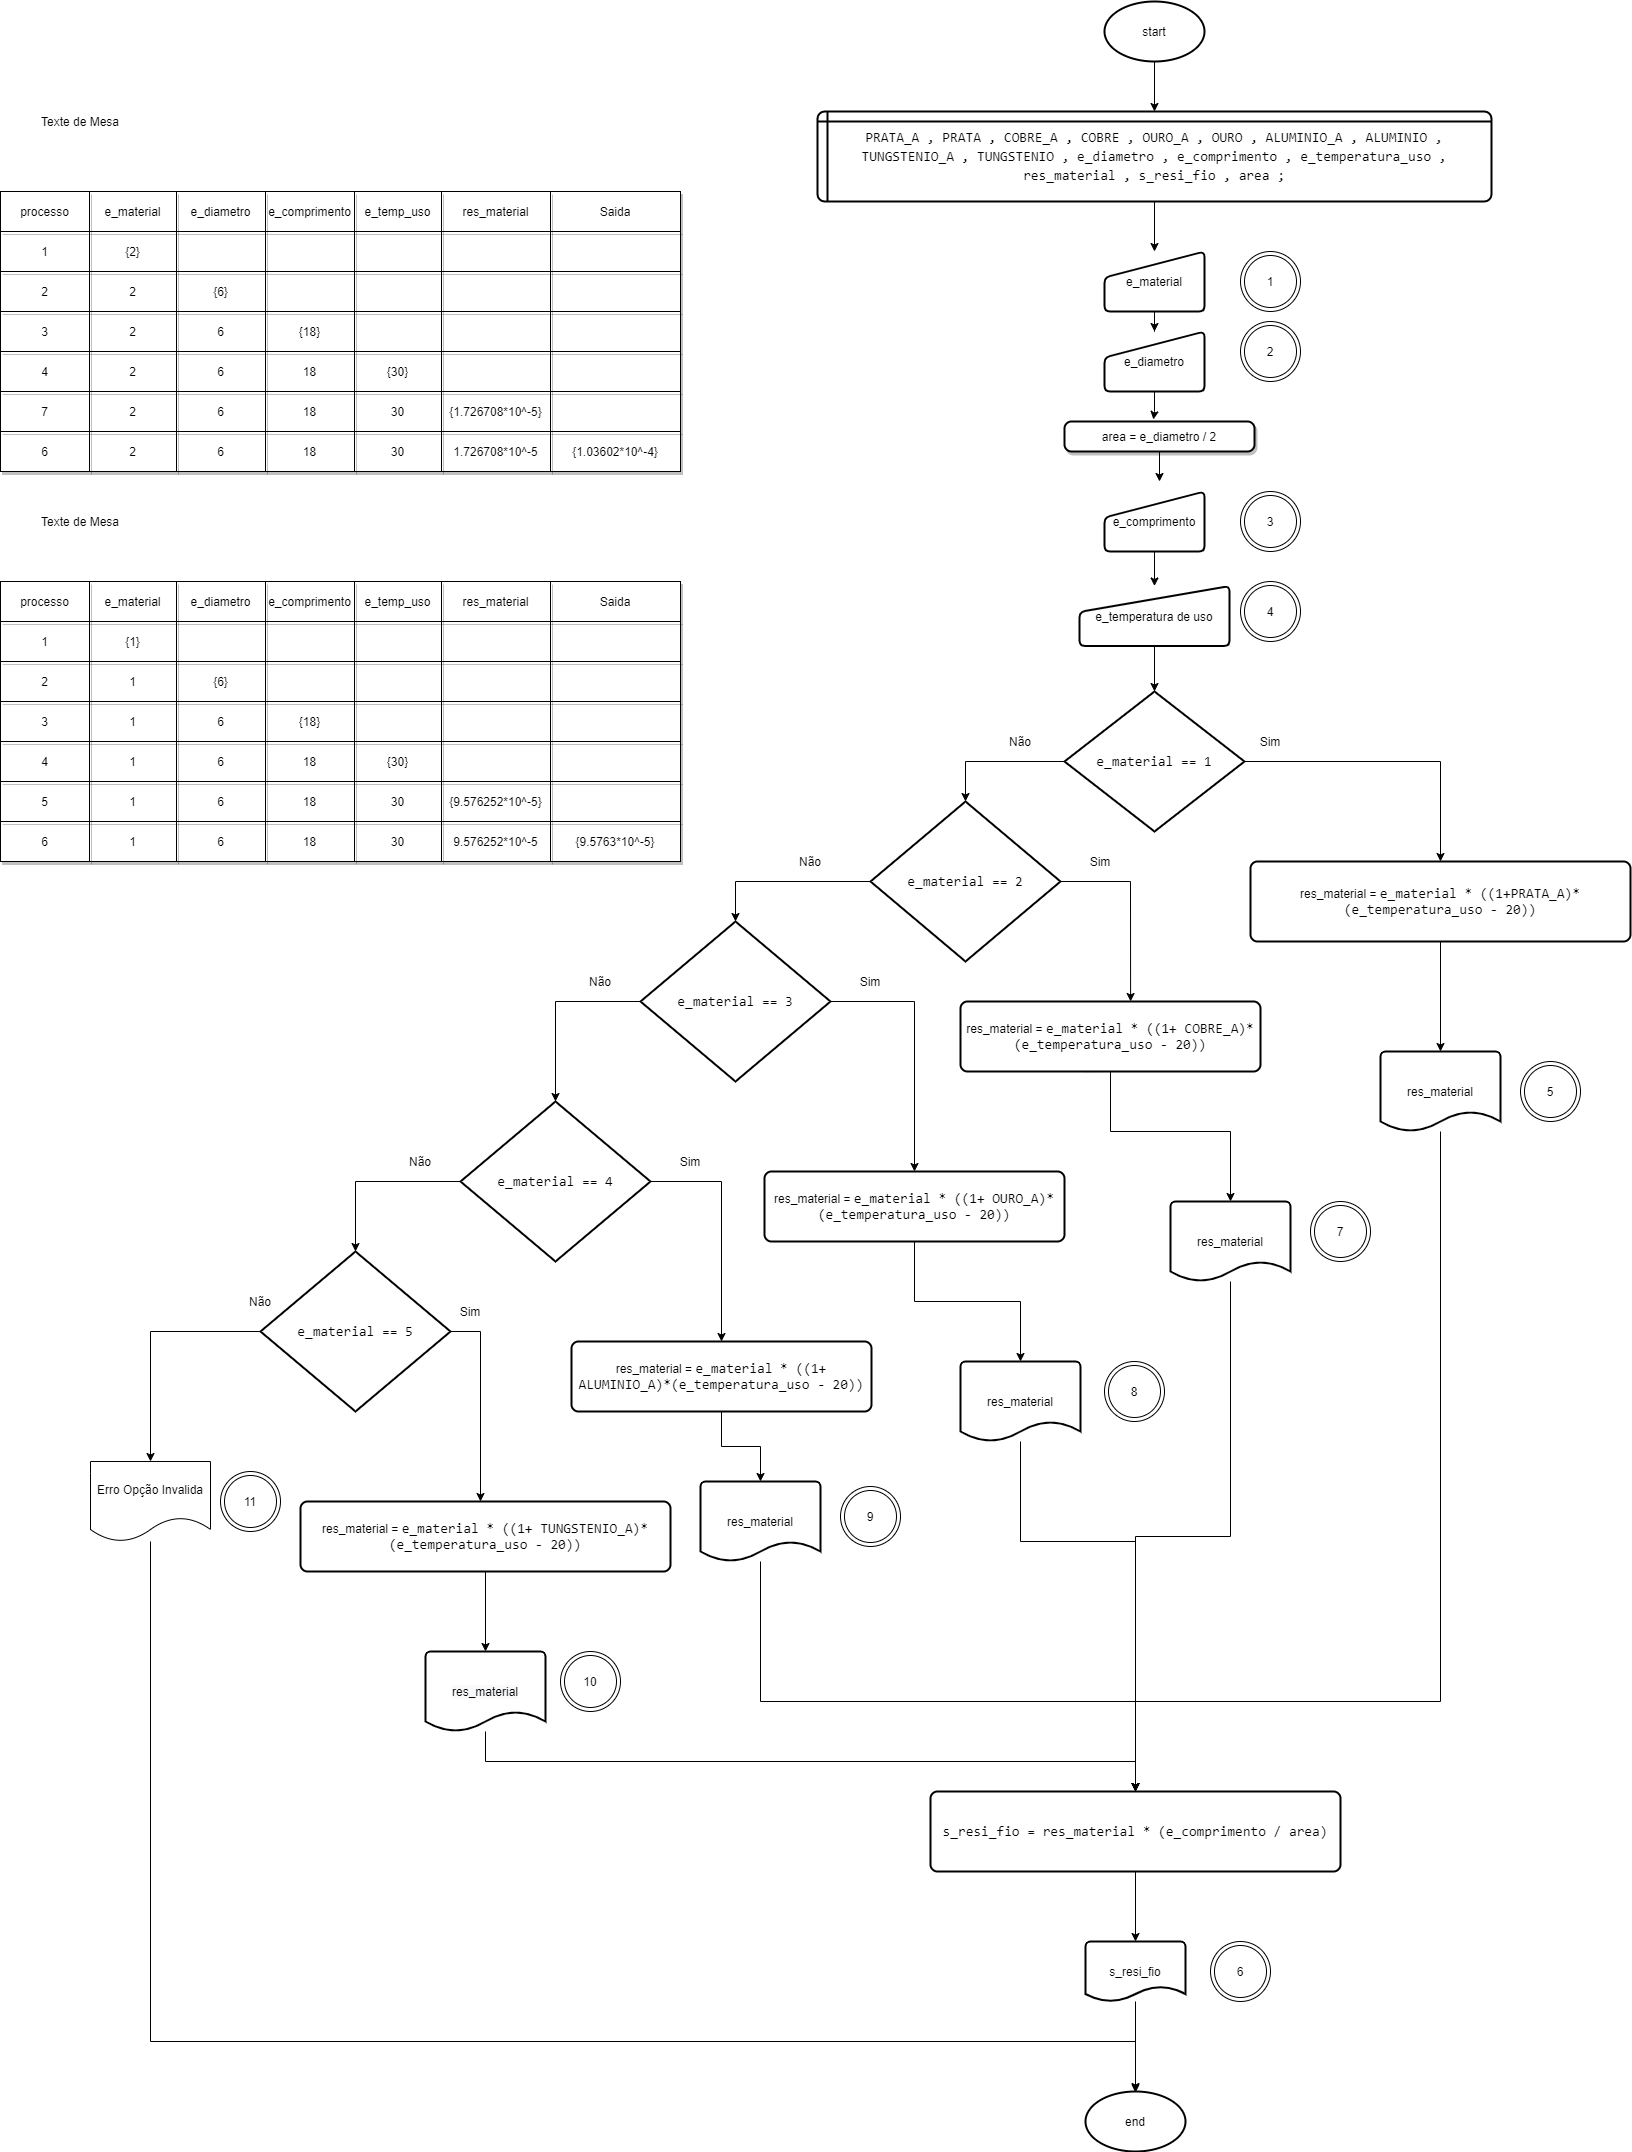 start
PRATA_A , PRATA , COBRE_A , COBRE , OURO_A , OURO , ALUMINIO_A , ALUMINIO ,
TUNGSTENIO_A , TUNGSTENIO , e_diametro , e_comprimento , e_temperatura_uso ,
res_material , s_resi_fio , area ;
Texte de Mesa
processo e_material e_diametro e_comprimento e_temp_uso res_material Saida
1 {2}
2 2 {6}
3 2 6 {18}
4 2 6 18 {30}
7 2 6 18 30 {1.726708*10^-5}
6 2 6 18 30 1.726708*10^-5 {1.03602*10^-4}
Texte de Mesa
processo e_material e_diametro e_comprimento e_temp_uso res_material Saida
1 {1}
2 1 {6}
3 1 6 {18}
4 1 6 18 {30}
5 1 6 18 30 {9.576252*10^-5}
6 1 6 18 30 9.576252*10^-5 {9.5763*10^-5}
e_material
1
e_diametro
2
area = e_diametro / 2
e_comprimento
3
e_temperatura de uso
4
Não
Sim
e_material == 1
Não
Sim
e_material == 2
res_material = e_material * ((1+PRATA_A)*
(e_temperatura_uso - 20))
Não
Sim
e_material == 3
res_material = e_material * ((1+ COBRE_A)*
(e_temperatura_uso - 20))
res_material
5
Não
Sim
e_material == 4
res_material = e_material * ((1+ OURO_A)*
(e_temperatura_uso - 20))
res_material
7
Não
Sim
e_material == 5
res_material = e_material * ((1+
ALUMINIO_A)*(e_temperatura_uso - 20))
res_material
8
Erro Opção Invalida
11
res_material = e_material * ((1+ TUNGSTENIO_A)*
(e_temperatura_uso - 20))
res_material
9
res_material
10
s_resi_fio = res_material * (e_comprimento / area)
s_resi_fio
6
end